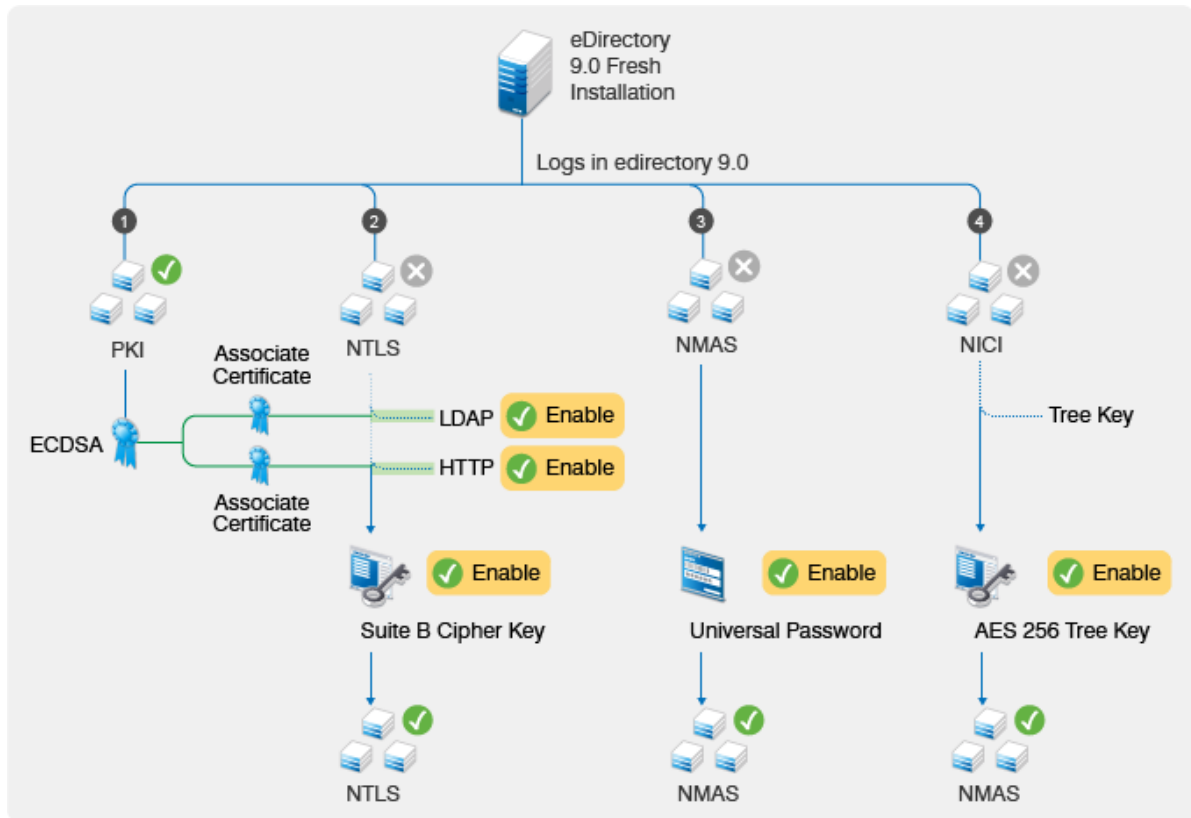 eDirectory
9.0 Fresh
Installation
Logs in edirectory 9.0
1
2
3
4
PKI
NTLS
NMAS
NICI
Associate
Certificate
LDAP
Enable
Tree Key
ECDSA
HTTP
Enable
Associate
Certificate
Enable
Enable
Enable
Suite B Cipher Key
Universal Password
AES 256 Tree Key
NTLS
NMAS
NMAS